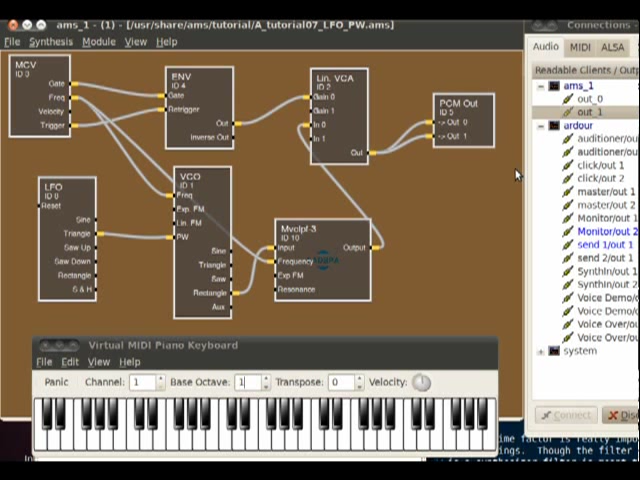 ams_1 - (1) - [/usr/share/ams/tutorial/A_tutorial07_LFO_PW.ams]
File Synthesis Module View Help
MCV
ID 3
Gate
Freq
Velocity
Trigger
ENV
ID 4
Gate
Retrigger
Out
Inverse Out
Lin. VCA
ID 2
Gain 0
Gain 1
In 0
In 1
Out
PCM Out
ID 5
-> Out 0
-> Out 1
LFO
Reset
Sine
Triangle
Saw Up
Saw Down
Rectangle
S & H
VCO
ID 1
Freq
Exp. FM
Lin. FM
PW
Sine
Triangle
Saw
Rectangle
Aux
Mvclpf-3
ID 10
Input
Frequency
Exp FM
Resonance
Output
Connections
Audio MIDI ALSA
Readable Clients / Outp
ams_1
out_0
out_1
ardour
auditioner/ou
auditioner/ou
click/out 1
click/out 2
master/out 1
master/out 2
Monitor/out 1
Monitor/out 2
send 1/out 1
send 2/out 1
SynthIn/out 1
SynthIn/out 2
Voice Demo/
Voice Demo/
Voice Over/ou
Voice Over/ou
system
Connect
Virtual MIDI Piano Keyboard
File Edit View Help
Panic Channel: 1 Base Octave: 1 Transpose: 0 Velocity:
ime factor is really impo
ings. Though the filter